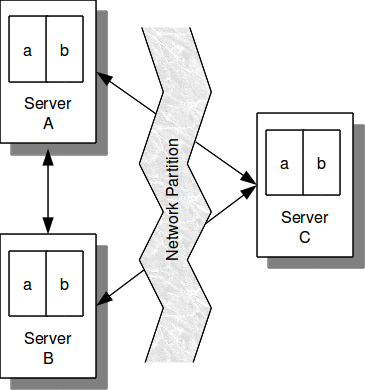 a b
Server
A
Network Partition
a b
Server
C
a b
Server
B